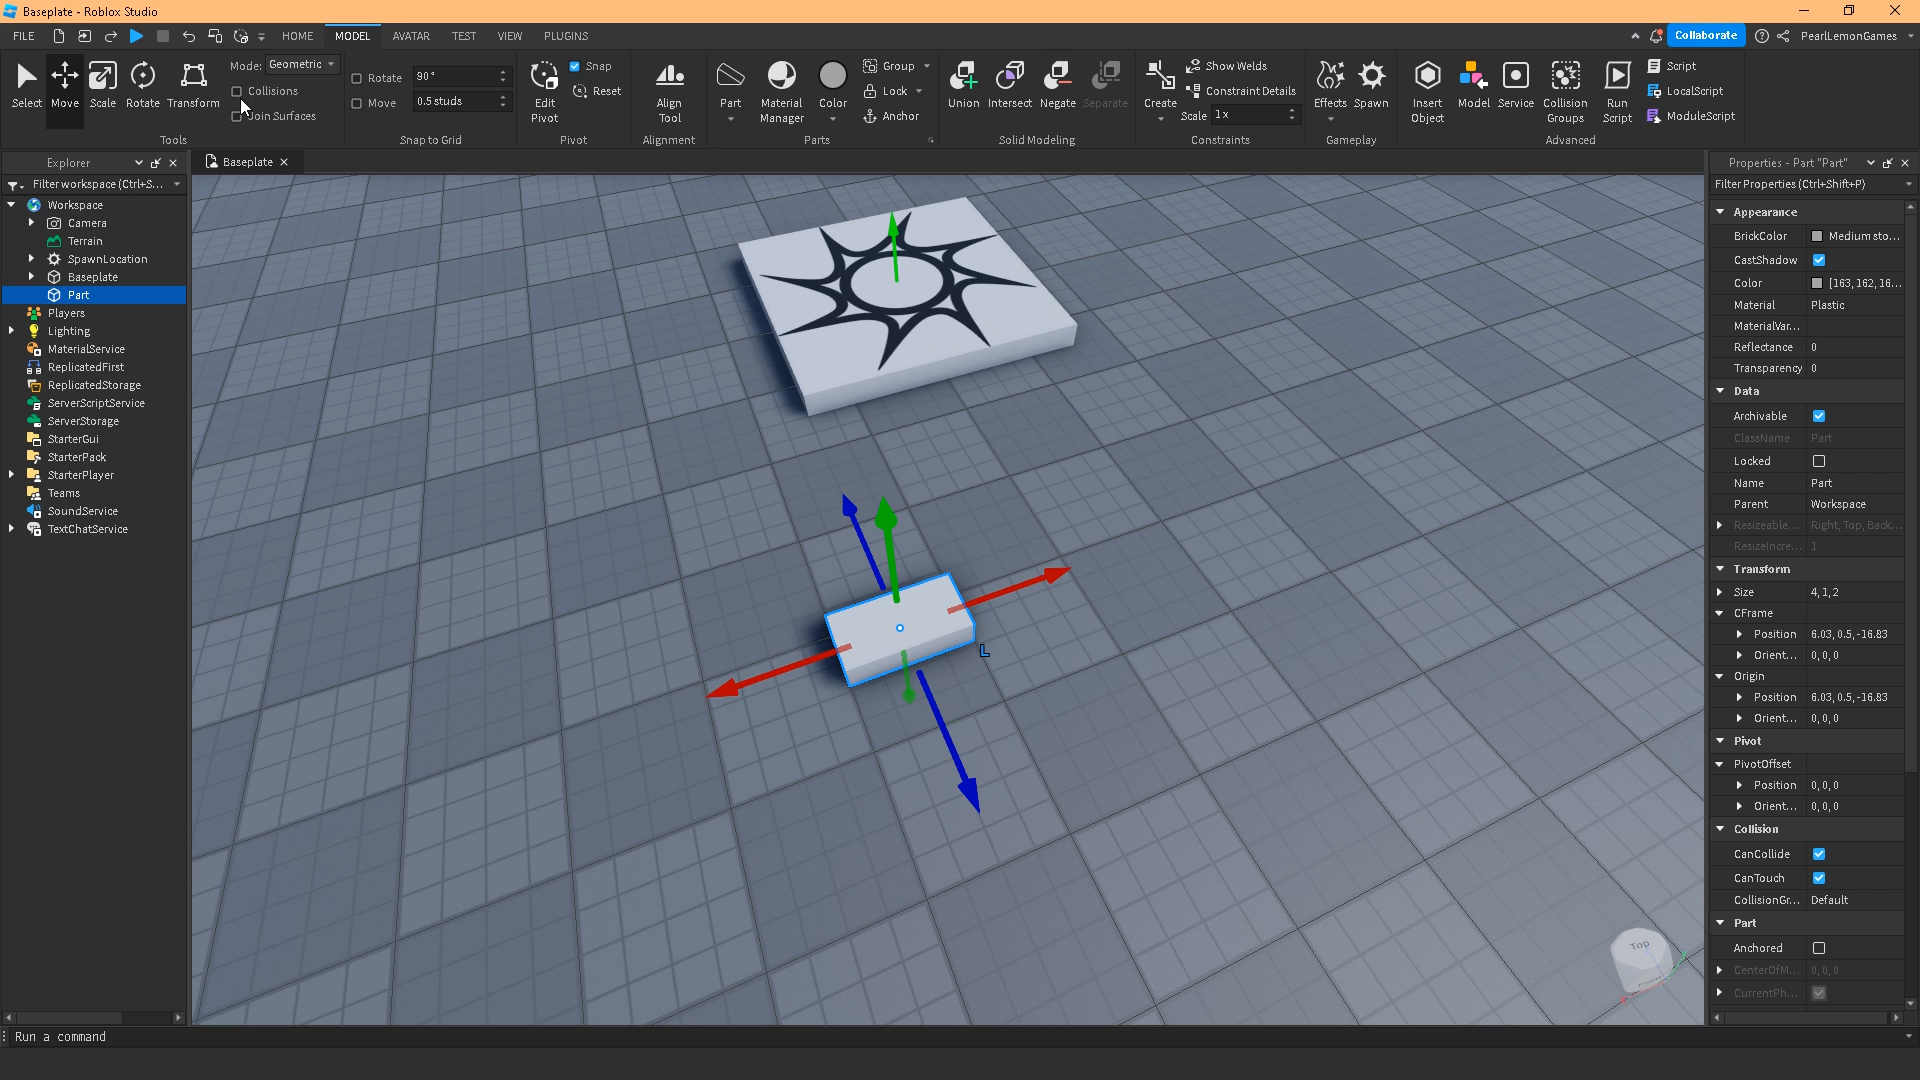 Baseplate - Roblox Studio
FILE HOME MODEL AVATAR TEST VIEW PLUGINS Collaborate PearlLemonGames
Select Move Scale Rotate Transform
Mode: Geometric
Collisions
Join Surfaces
Tools
Rotate 90°
Move 0.5 studs
Snap to Grid
Edit Pivot
Snap
Reset
Pivot
Align Tool
Alignment
Part Material Manager Color
Group
Lock
Anchor
Parts
Union Intersect Negate Separate
Solid Modeling
Create
Show Welds
Constraint Details
Scale 1x
Constraints
Effects Spawn
Gameplay
Insert Object Model Service Collision Groups Run Script
Script
LocalScript
ModuleScript
Advanced
Explorer
Filter workspace (Ctrl+S...
Workspace
Camera
Terrain
SpawnLocation
Baseplate
Part
Players
Lighting
MaterialService
ReplicatedFirst
ReplicatedStorage
ServerScriptService
ServerStorage
StarterGui
StarterPack
StarterPlayer
Teams
SoundService
TextChatService
Baseplate
L
Top
Properties - Part "Part"
Filter Properties (Ctrl+Shift+P)
Appearance
BrickColor Medium sto...
CastShadow
Color [163, 162, 16...
Material Plastic
MaterialVar...
Reflectance 0
Transparency 0
Data
Archivable
ClassName Part
Locked
Name Part
Parent Workspace
Resizeable... Right, Top, Back...
ResizeIncre... 1
Transform
Size 4, 1, 2
CFrame
Position 6.03, 0.5, -16.83
Orient... 0, 0, 0
Origin
Position 6.03, 0.5, -16.83
Orient... 0, 0, 0
Pivot
PivotOffset
Position 0, 0, 0
Orient... 0, 0, 0
Collision
CanCollide
CanTouch
CollisionGr... Default
Part
Anchored
CenterOfM... 0, 0, 0
CurrentPh...
Run a command